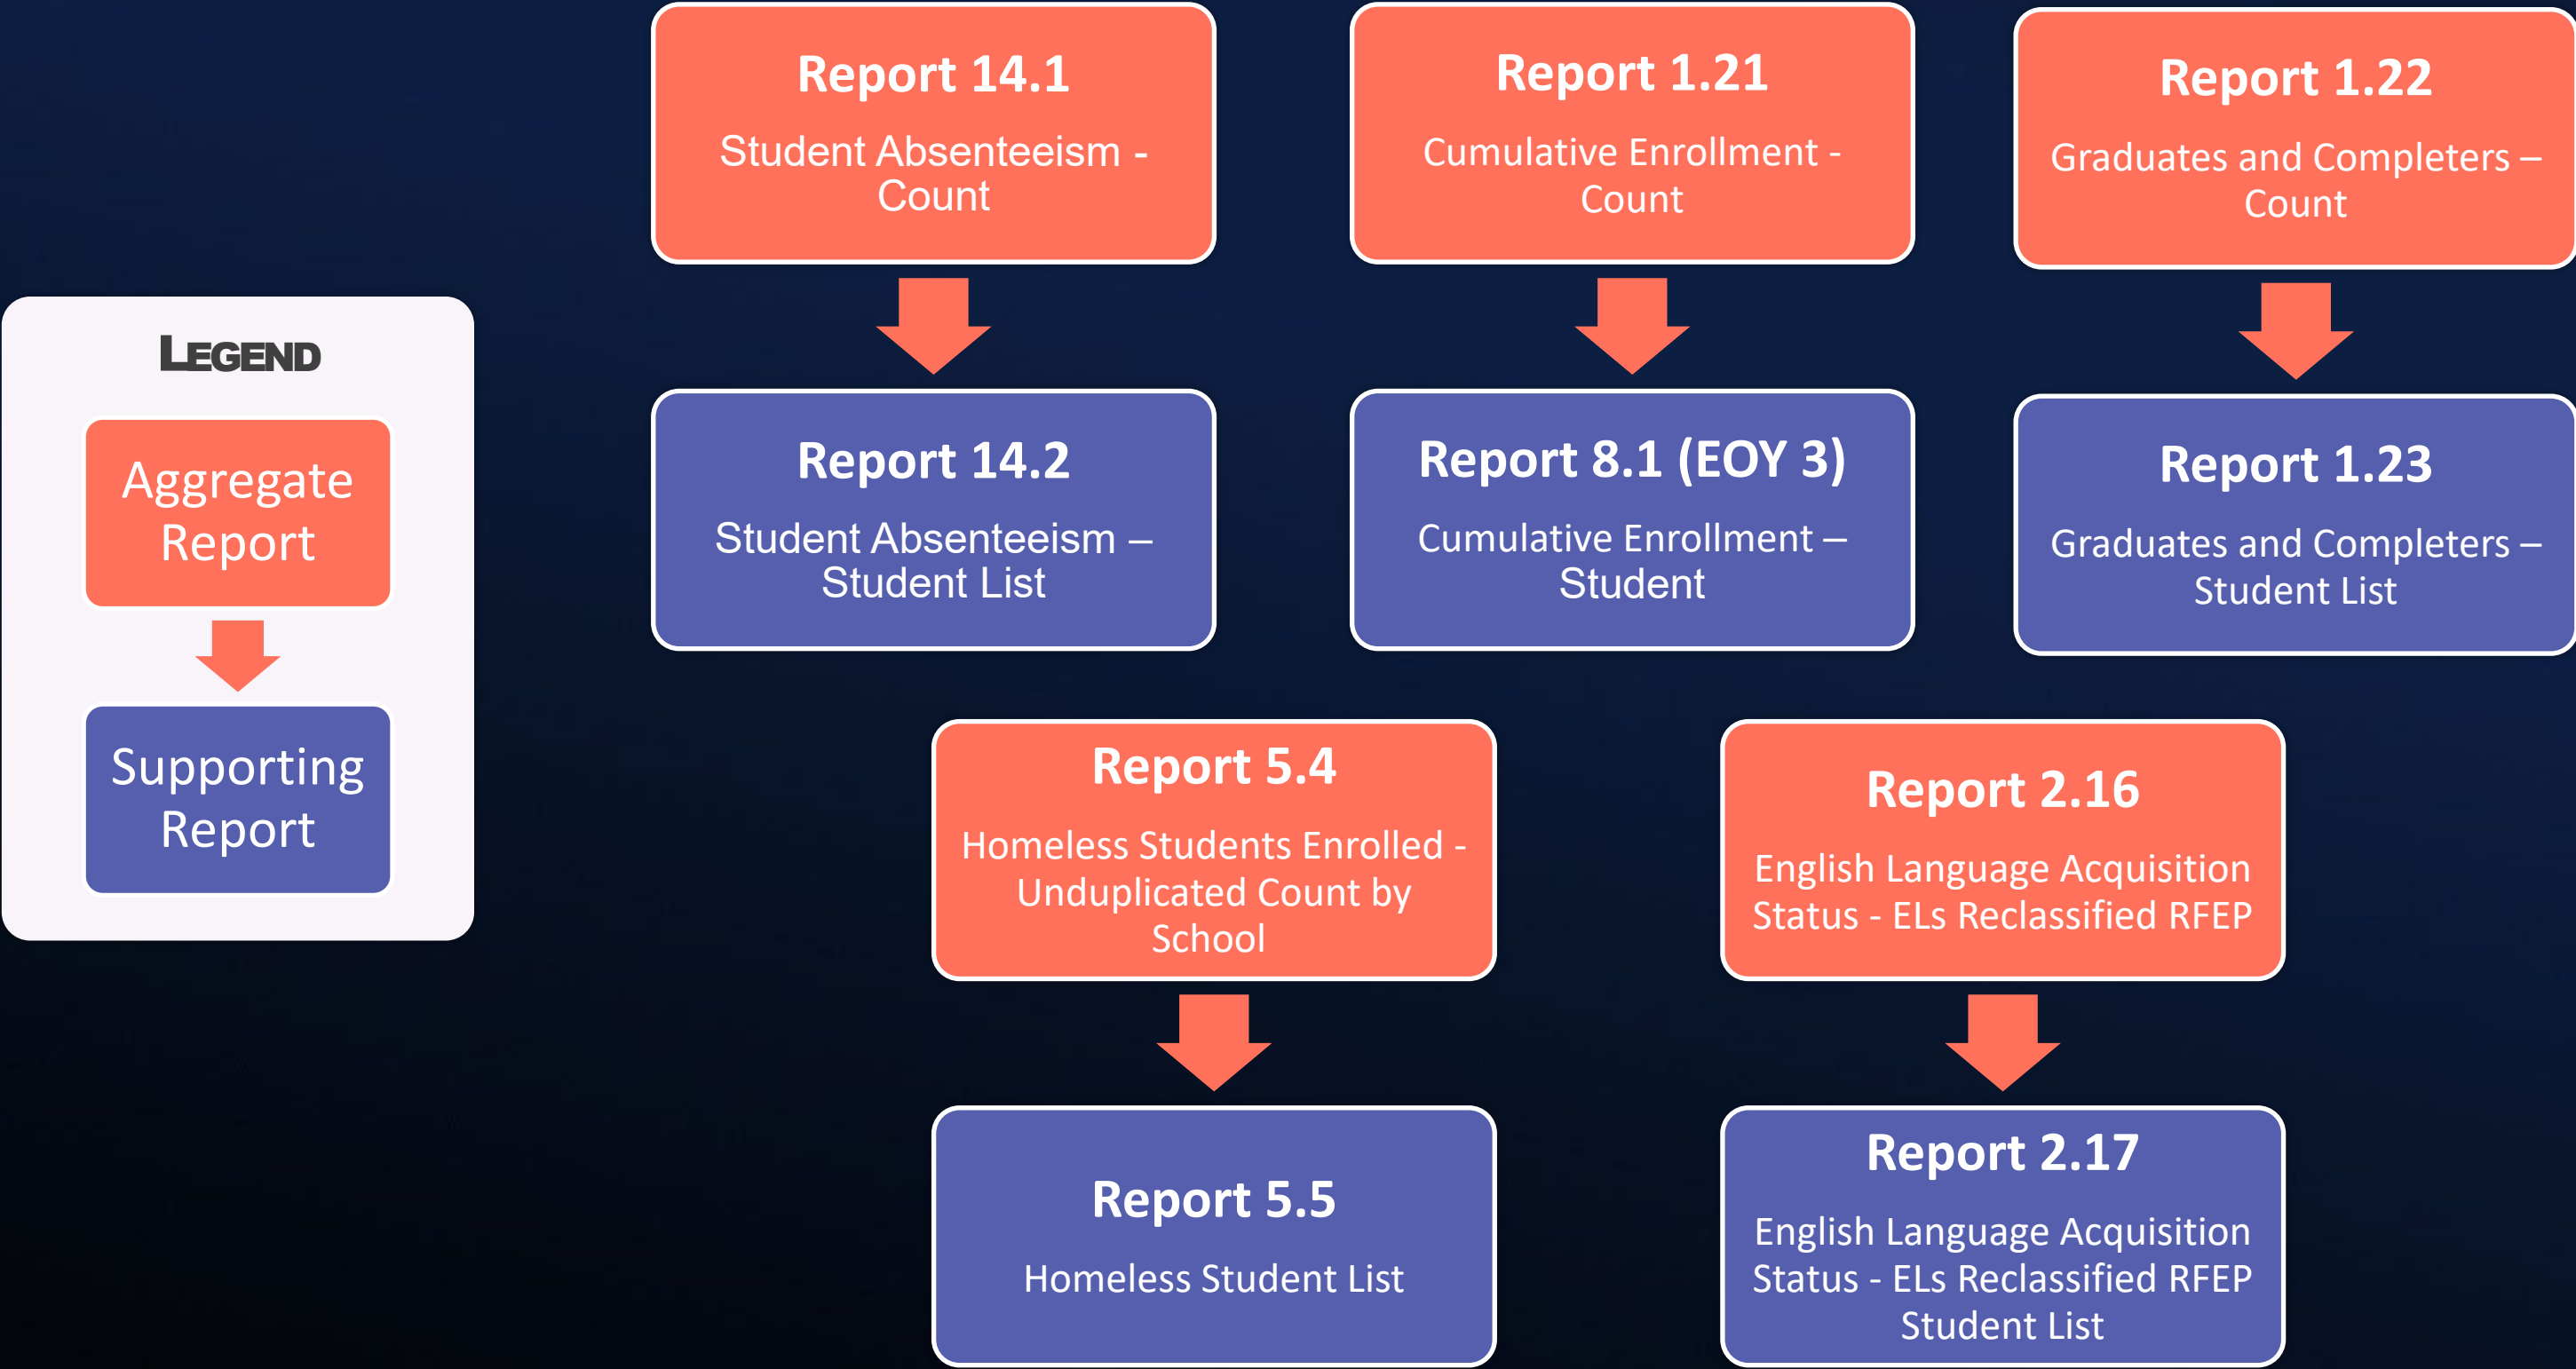 LEGEND
Aggregate
Report
Supporting
Report
Report 14.1
Student Absenteeism -
Count
Report 14.2
Student Absenteeism –
Student List
Report 1.21
Cumulative Enrollment -
Count
Report 8.1 (EOY 3)
Cumulative Enrollment –
Student
Report 1.22
Graduates and Completers –
Count
Report 1.23
Graduates and Completers –
Student List
Report 5.4
Homeless Students Enrolled -
Unduplicated Count by
School
Report 5.5
Homeless Student List
Report 2.16
English Language Acquisition
Status - ELs Reclassified RFEP
Report 2.17
English Language Acquisition
Status - ELs Reclassified RFEP
Student List